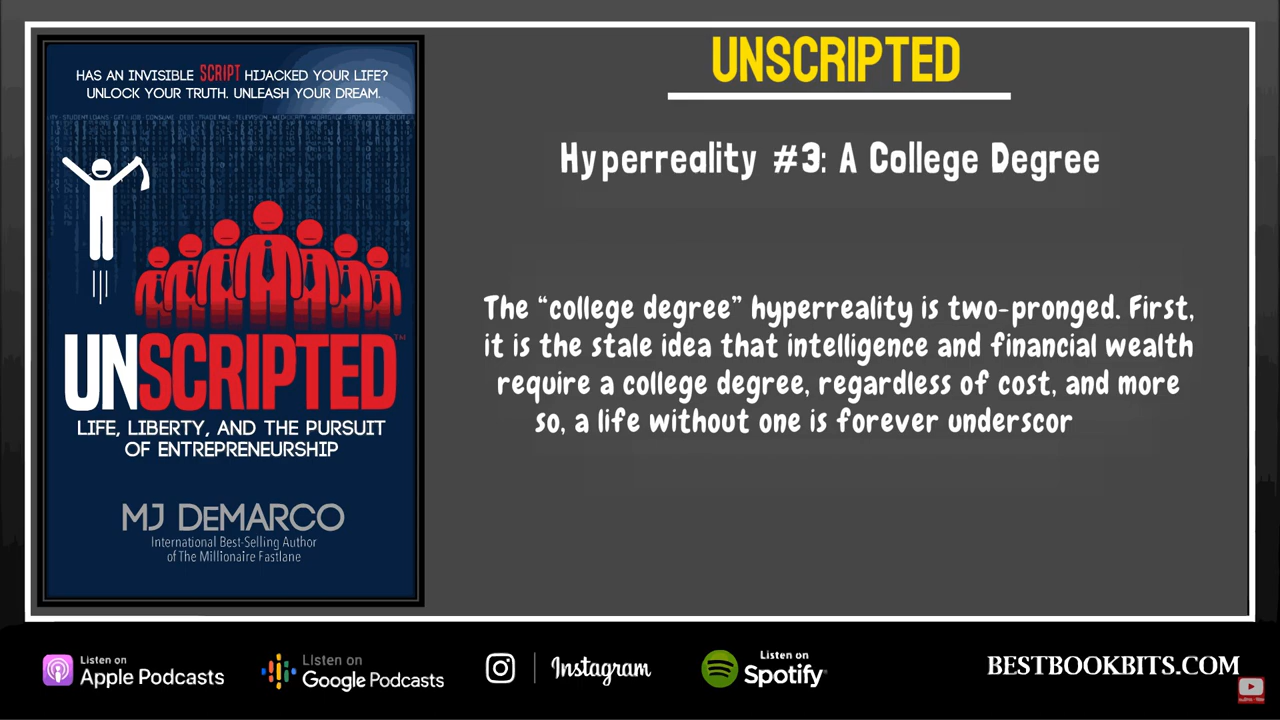 HAS AN INVISIBLE SCRIPT HIJACKED YOUR LIFE?
UNLOCK YOUR TRUTH. UNLEASH YOUR DREAM.
UNSCRIPTED™
LIFE, LIBERTY, AND THE PURSUIT
OF ENTREPRENEURSHIP
MJ DEMARCO
International Best-Selling Author
of The Millionaire Fastlane
UNSCRIPTED
Hyperreality #3: A College Degree
The “college degree” hyperreality is two-pronged. First,
it is the stale idea that intelligence and financial wealth
require a college degree, regardless of cost, and more
so, a life without one is forever underscor
Listen on
Apple Podcasts
Listen on
Google Podcasts
Instagram
Listen on
Spotify
BESTBOOKBITS.COM